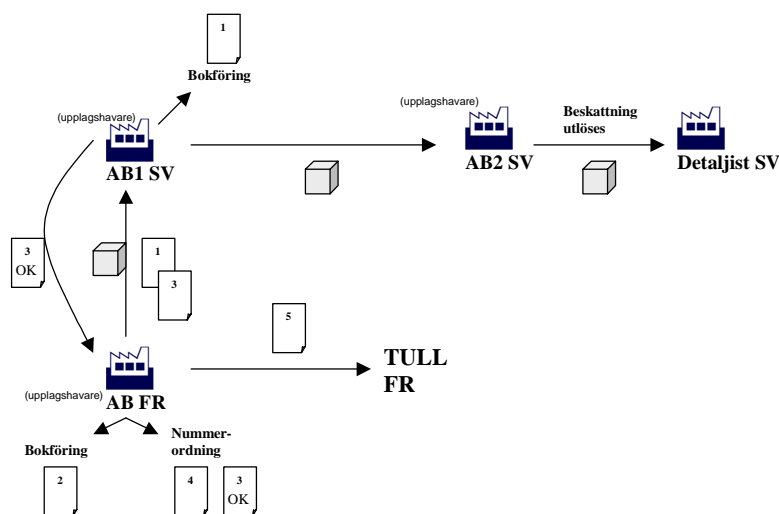 1
Bokföring
(upplagshavare)
AB1 SV
(upplagshavare)
AB2 SV
Beskattning
utlöses
Detaljist SV
3
OK
1
3
5
TULL
FR
(upplagshavare)
AB FR
Bokföring
2
Nummer-
ordning
4
3
OK